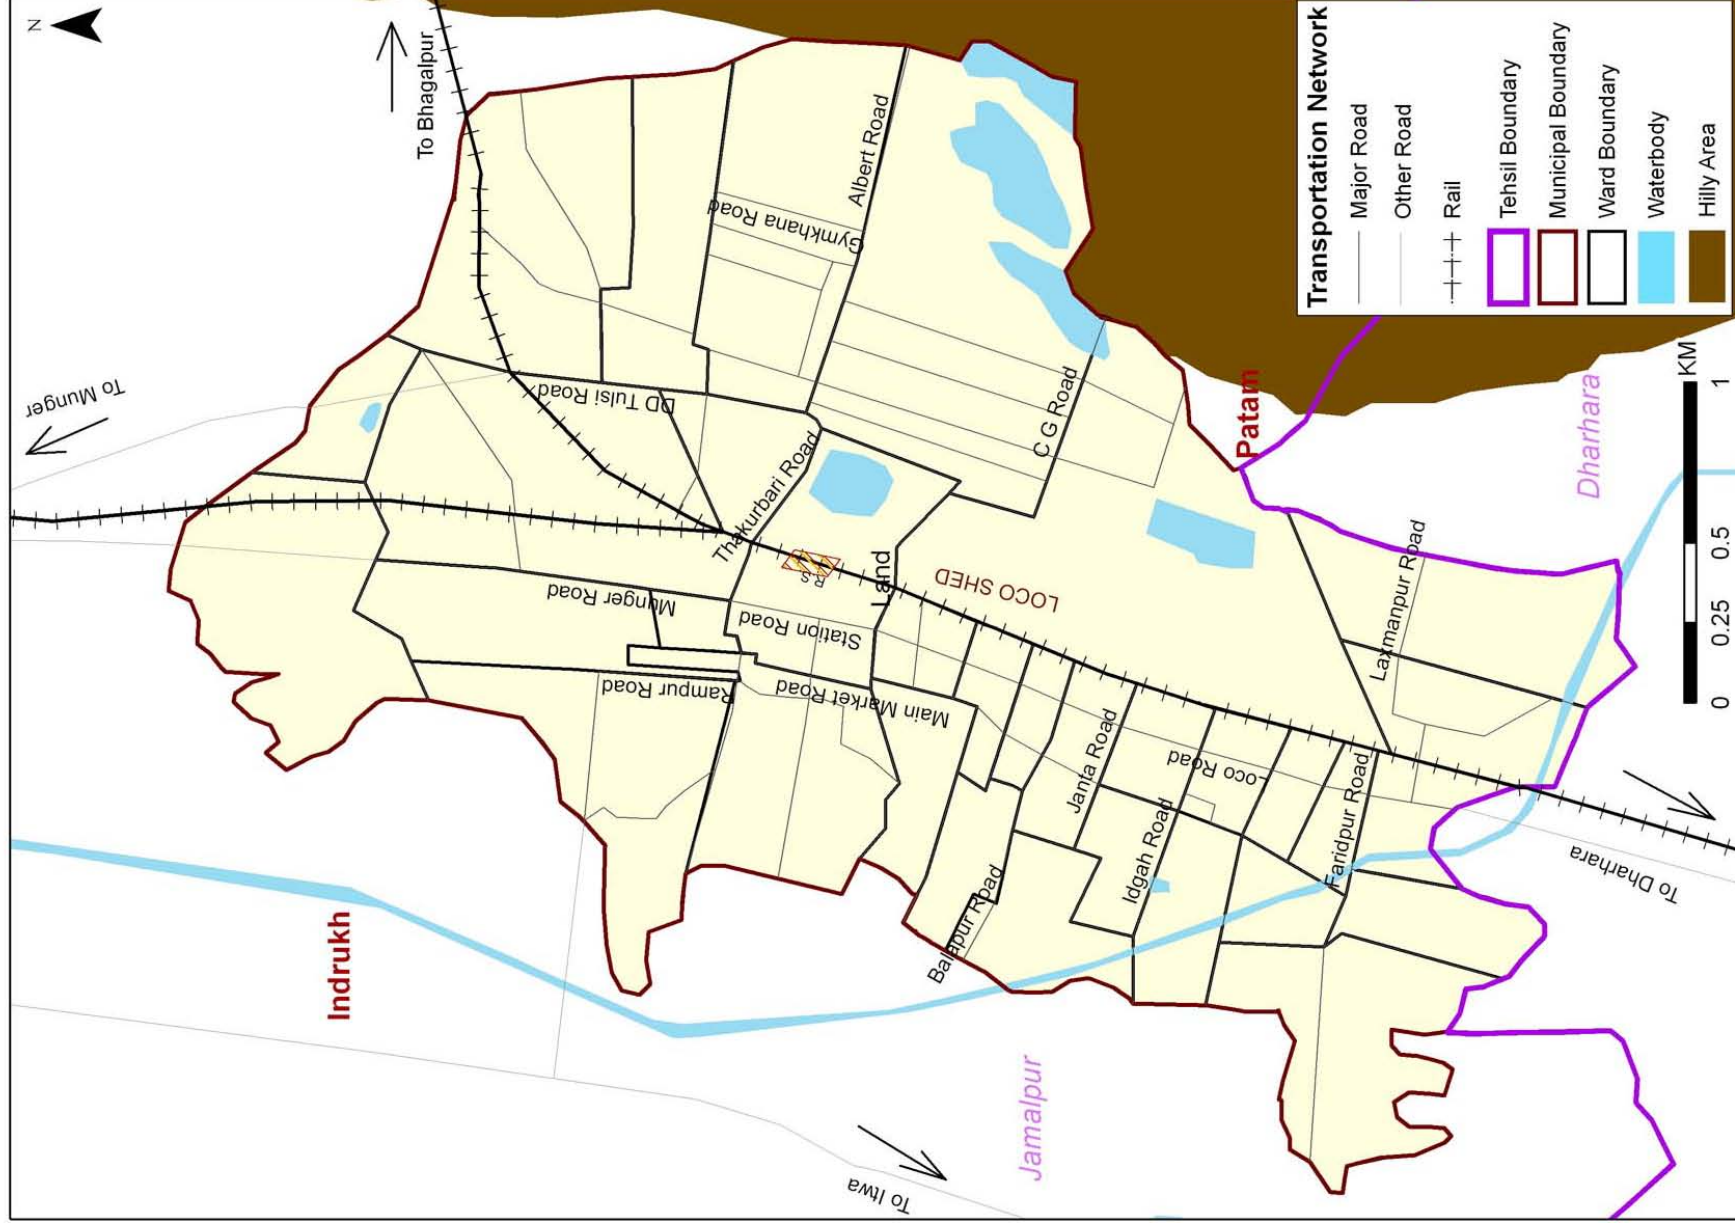 N
To Munger
To Bhagalpur
Albert Road
Gymkhana Road
DD Tulsi Road
Thakurbari Road
C G Road
Munger Road
Station Road
R S
Land
LOCO SHED
Rampur Road
Main Market Road
Janta Road
Loco Road
Idgah Road
Balapur Road
Faridpur Road
Laxmanpur Road
Indrukh
Patam
Jamalpur
Dharhara
To Dharhara
To Itwa
Transportation Network
Major Road
Other Road
Rail
Tehsil Boundary
Municipal Boundary
Ward Boundary
Waterbody
Hilly Area
0 0.25 0.5 1
KM